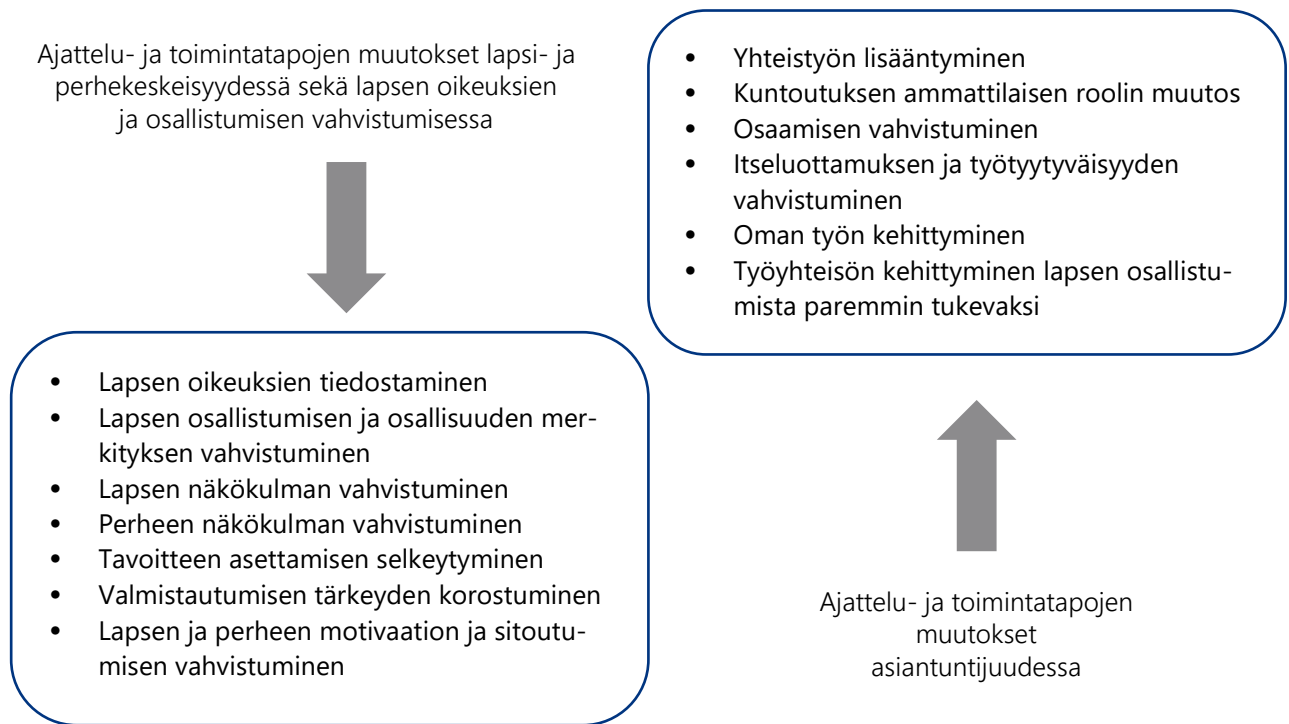 Ajattelu- ja toimintatapojen muutokset lapsi- ja
perhekeskeisyydessä sekä lapsen oikeuksien
ja osallistumisen vahvistumisessa
• Lapsen oikeuksien tiedostaminen
• Lapsen osallistumisen ja osallisuuden mer-
kityksen vahvistuminen
• Lapsen näkökulman vahvistuminen
• Perheen näkökulman vahvistuminen
• Tavoitteen asettamisen selkeytyminen
• Valmistautumisen tärkeyden korostuminen
• Lapsen ja perheen motivaation ja sitoutu-
misen vahvistuminen
• Yhteistyön lisääntyminen
• Kuntoutuksen ammattilaisen roolin muutos
• Osaamisen vahvistuminen
• Itseluottamuksen ja työtyytyväisyyden
vahvistuminen
• Oman työn kehittyminen
• Työyhteisön kehittyminen lapsen osallistu-
mista paremmin tukevaksi
Ajattelu- ja toimintatapojen
muutokset
asiantuntijuudessa